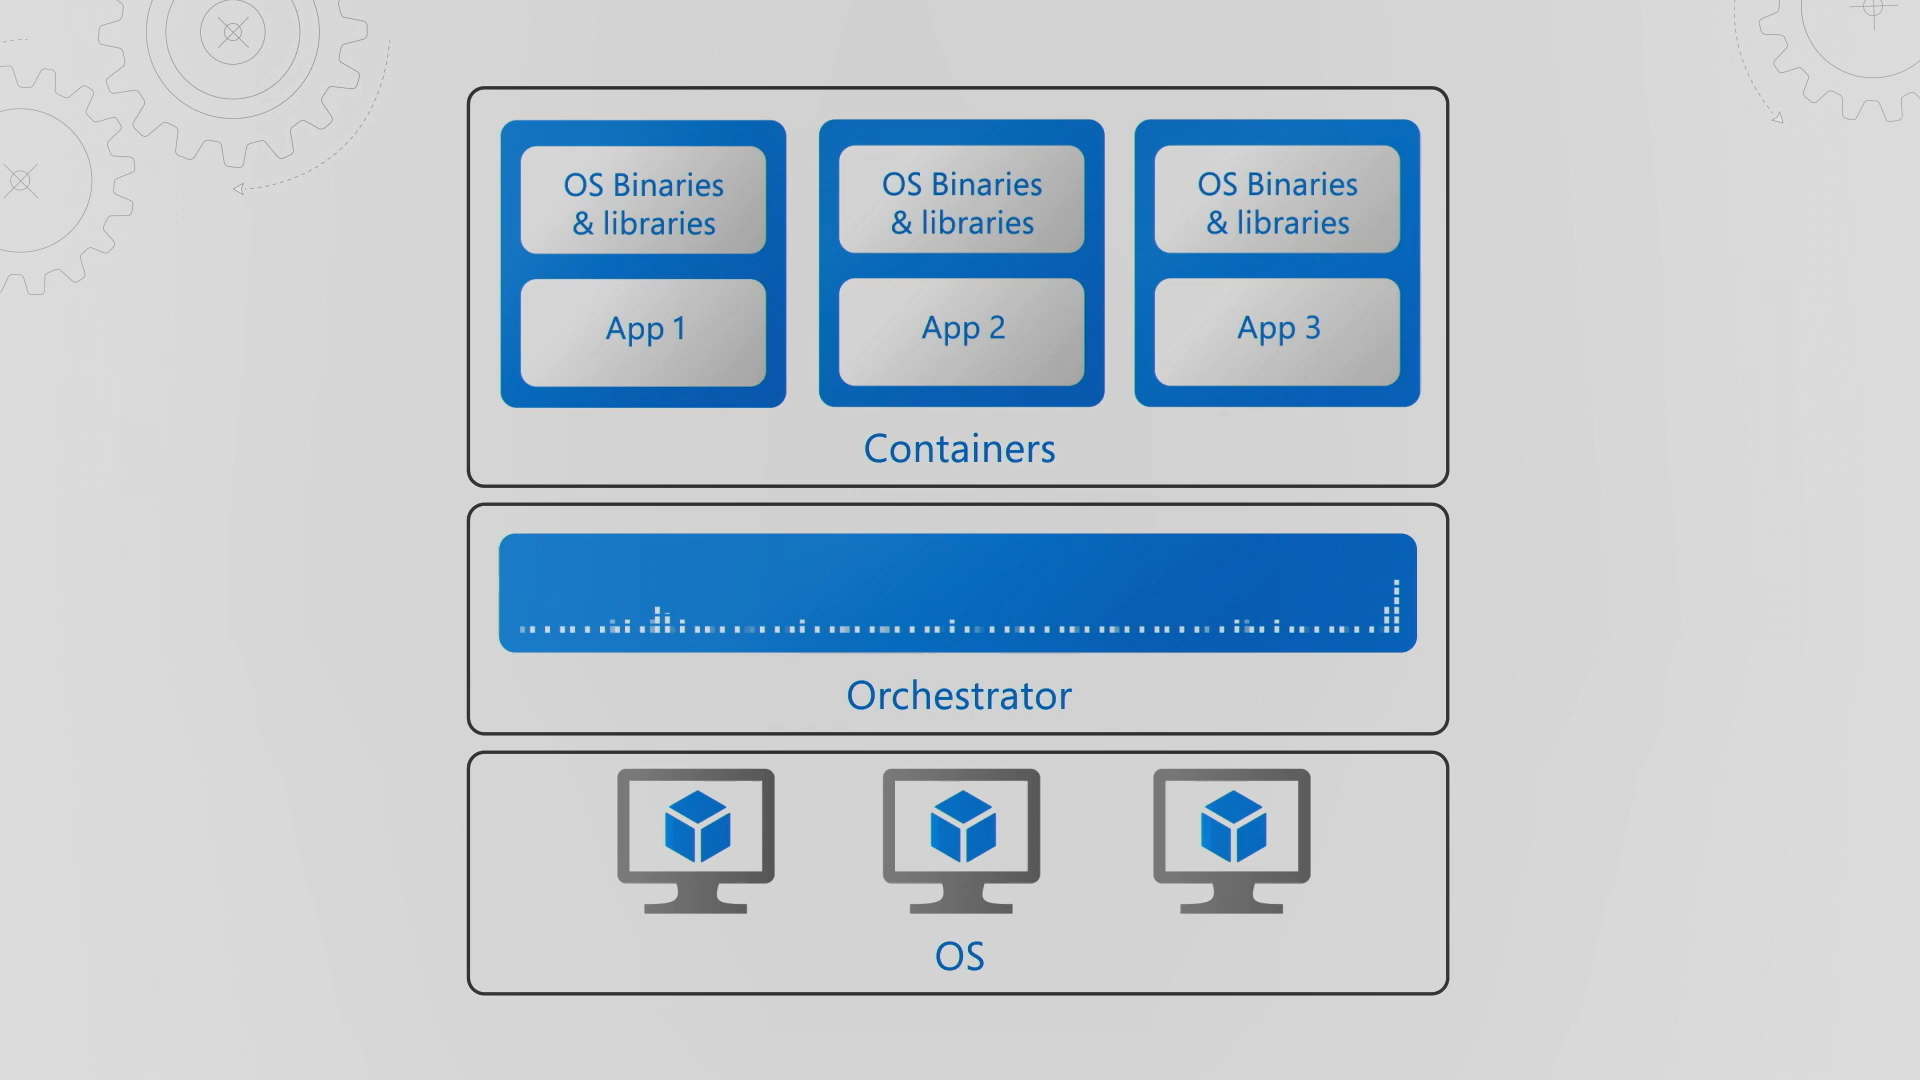 OS Binaries
& libraries
OS Binaries
& libraries
OS Binaries
& libraries
App 1
App 2
App 3
Containers
Orchestrator
OS